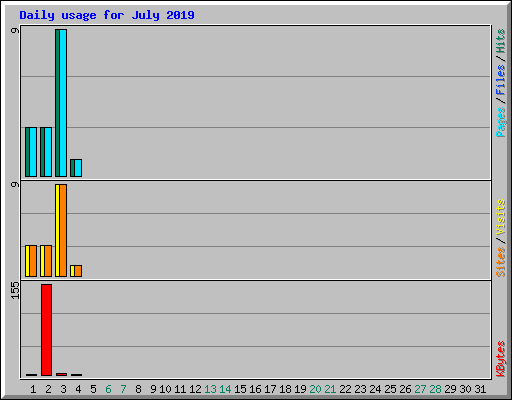 Daily usage for July 2019
9
Pages/Files/Hits
9
Sites/Visits
155
KBytes
1 2 3 4 5 6 7 8 9 10 11 12 13 14 15 16 17 18 19 20 21 22 23 24 25 26 27 28 29 30 31